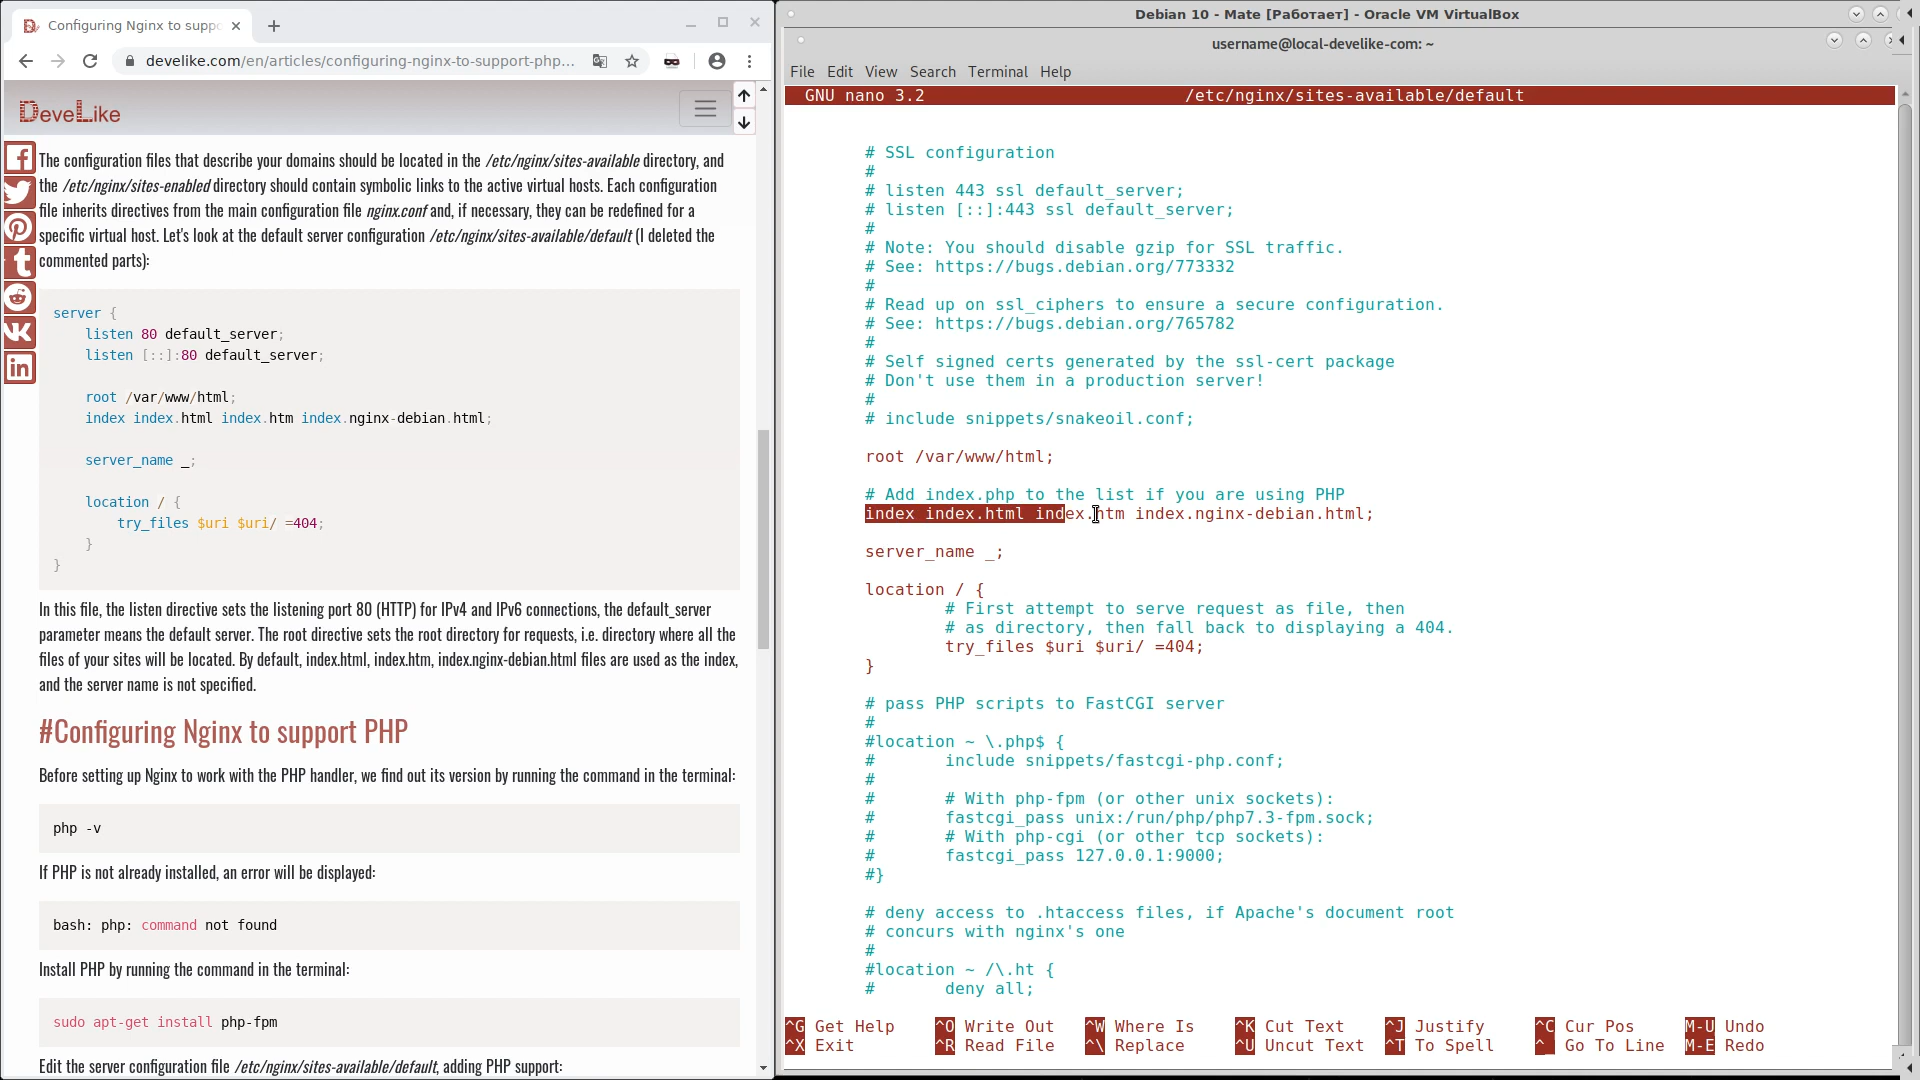 Configuring Nginx to suppo
develike.com/en/articles/configuring-nginx-to-support-php...
DeveLike
The configuration files that describe your domains should be located in the /etc/nginx/sites-available directory, and
the /etc/nginx/sites-enabled directory should contain symbolic links to the active virtual hosts. Each configuration
file inherits directives from the main configuration file nginx.conf and, if necessary, they can be redefined for a
specific virtual host. Let's look at the default server configuration /etc/nginx/sites-available/default (I deleted the
commented parts):
server {
listen 80 default_server;
listen [::]:80 default_server;
root /var/www/html;
index index.html index.htm index.nginx-debian.html;
server_name _;
location / {
try_files $uri $uri/ =404;
}
}
In this file, the listen directive sets the listening port 80 (HTTP) for IPv4 and IPv6 connections, the default_server
parameter means the default server. The root directive sets the root directory for requests, i.e. directory where all the
files of your sites will be located. By default, index.html, index.htm, index.nginx-debian.html files are used as the index,
and the server name is not specified.
#Configuring Nginx to support PHP
Before setting up Nginx to work with the PHP handler, we find out its version by running the command in the terminal:
php -v
If PHP is not already installed, an error will be displayed:
bash: php: command not found
Install PHP by running the command in the terminal:
sudo apt-get install php-fpm
Edit the server configuration file /etc/nginx/sites-available/default, adding PHP support:
Debian 10 - Mate [Работает] - Oracle VM VirtualBox
username@local-develike-com: ~
File Edit View Search Terminal Help
GNU nano 3.2 /etc/nginx/sites-available/default
# SSL configuration
#
# listen 443 ssl default_server;
# listen [::]:443 ssl default_server;
#
# Note: You should disable gzip for SSL traffic.
# See: https://bugs.debian.org/773332
#
# Read up on ssl_ciphers to ensure a secure configuration.
# See: https://bugs.debian.org/765782
#
# Self signed certs generated by the ssl-cert package
# Don't use them in a production server!
#
# include snippets/snakeoil.conf;
root /var/www/html;
# Add index.php to the list if you are using PHP
index index.html index.htm index.nginx-debian.html;
server_name _;
location / {
# First attempt to serve request as file, then
# as directory, then fall back to displaying a 404.
try_files $uri $uri/ =404;
}
# pass PHP scripts to FastCGI server
#
#location ~ \.php$ {
# include snippets/fastcgi-php.conf;
#
# # With php-fpm (or other unix sockets):
# fastcgi_pass unix:/run/php/php7.3-fpm.sock;
# # With php-cgi (or other tcp sockets):
# fastcgi_pass 127.0.0.1:9000;
#}
# deny access to .htaccess files, if Apache's document root
# concurs with nginx's one
#
#location ~ /\.ht {
# deny all;
^G Get Help ^O Write Out ^W Where Is ^K Cut Text ^J Justify ^C Cur Pos M-U Undo
^X Exit ^R Read File ^\ Replace ^U Uncut Text ^T To Spell ^_ Go To Line M-E Redo